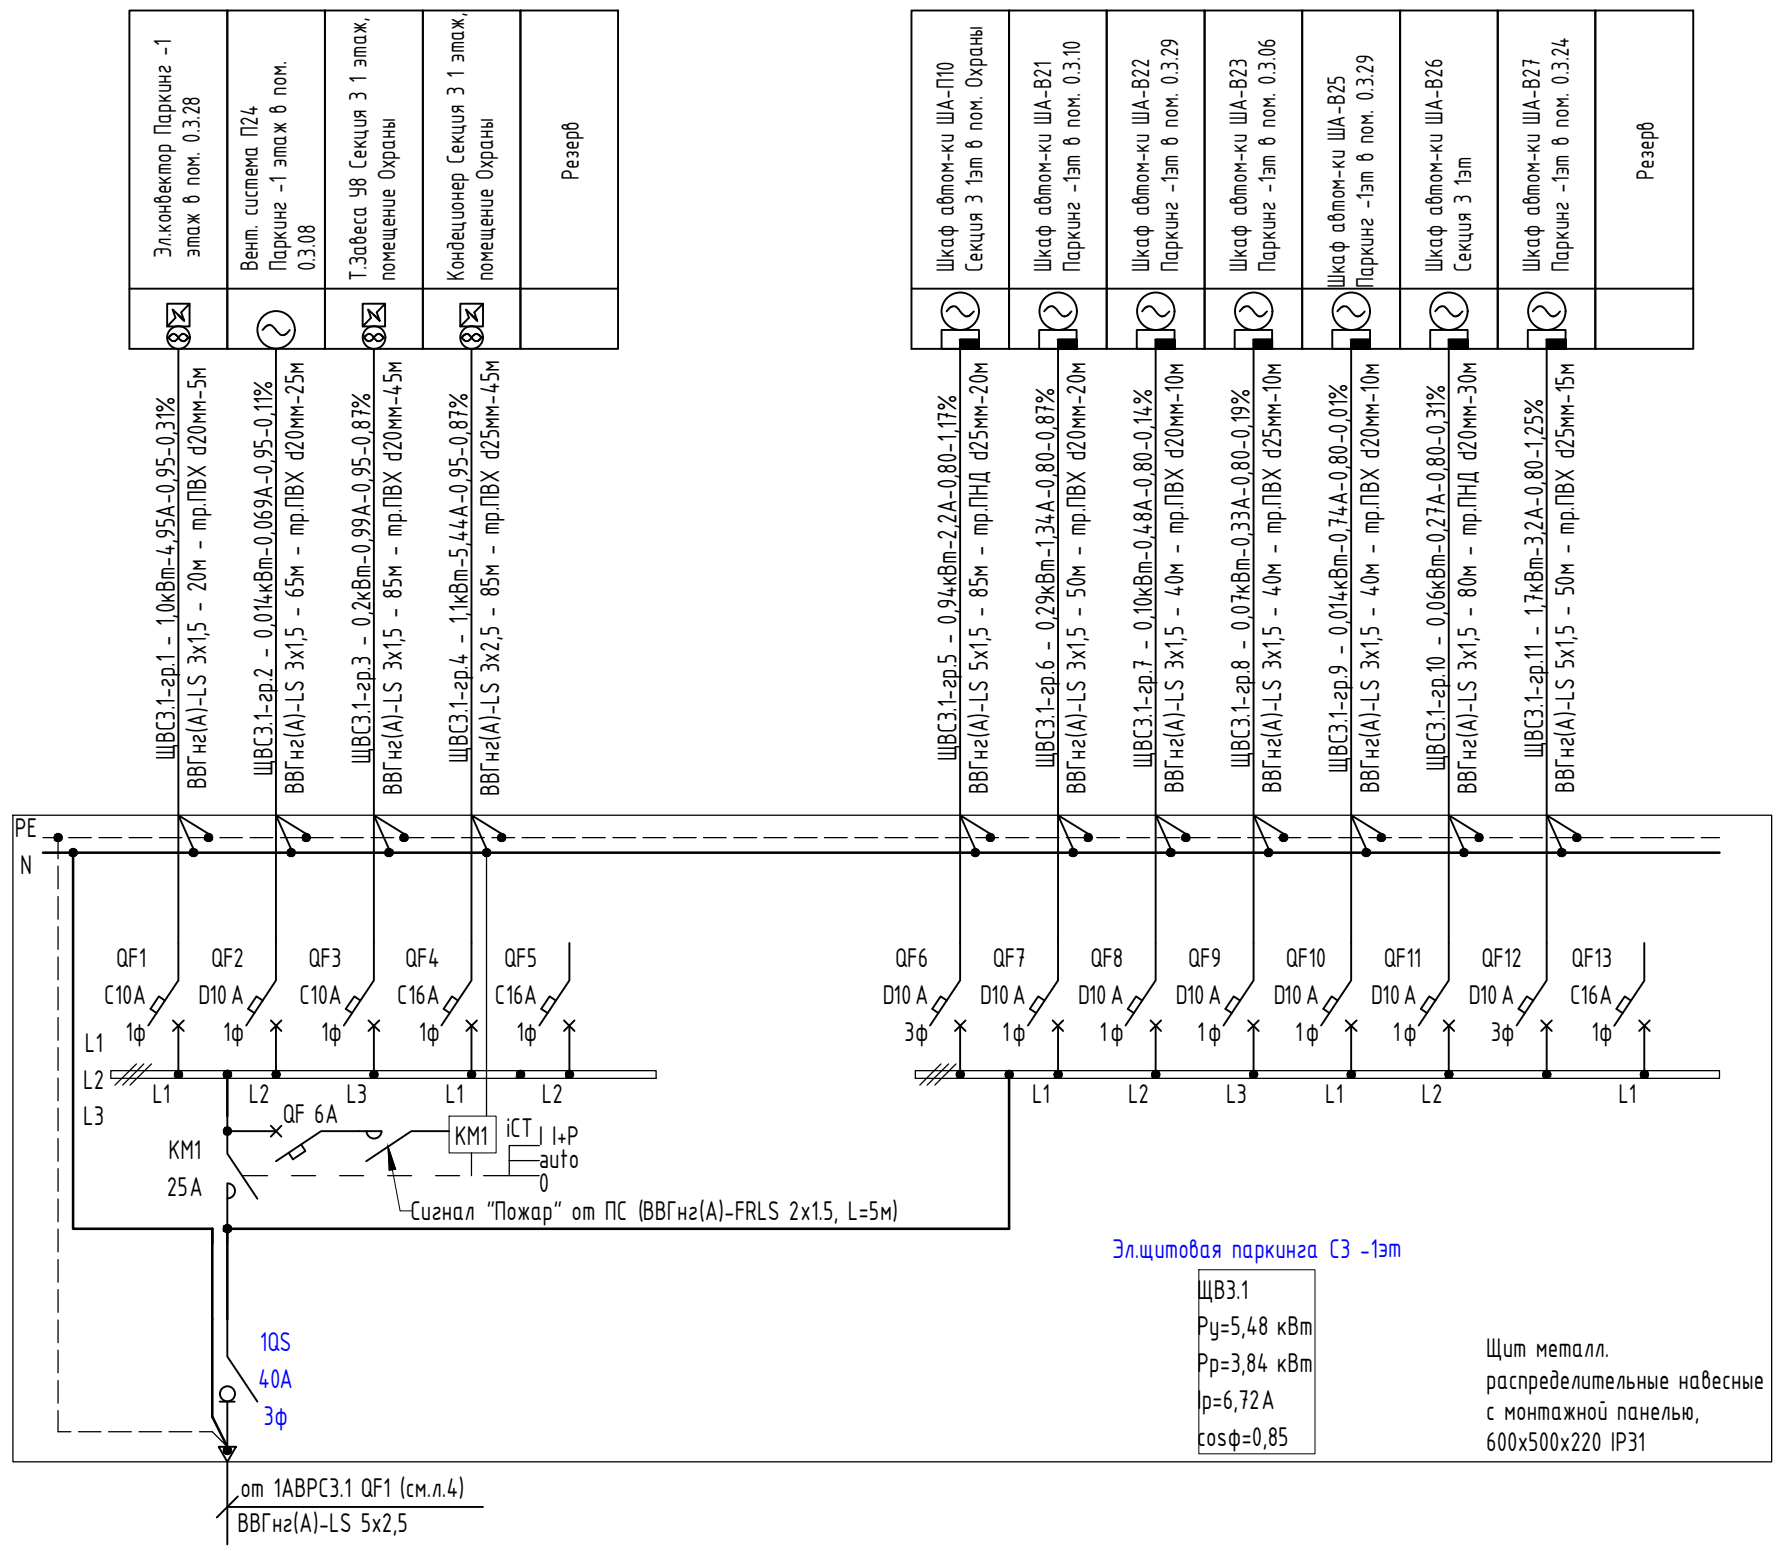 Эл.конвектор Паркинг -1
этаж в пом. 0.3.28
Вент. система П24
Паркинг -1 этаж в пом.
0.3.08
Т.Завеса У8 Секция 3 1 этаж,
помещение Охраны
Кондеционер Секция 3 1 этаж,
помещение Охраны
Резерв
Шкаф автом-ки ША-П10
Секция 3 1эт в пом. Охраны
Шкаф автом-ки ША-В21
Паркинг -1эт в пом. 0.3.10
Шкаф автом-ки ША-В22
Паркинг -1эт в пом. 0.3.29
Шкаф автом-ки ША-В23
Паркинг -1эт в пом. 0.3.06
Шкаф автом-ки ША-В25
Паркинг -1эт в пом. 0.3.29
Шкаф автом-ки ША-В26
Секция 3 1эт
Шкаф автом-ки ША-В27
Паркинг -1эт в пом. 0.3.24
Резерв
ЩВС3.1-гр.1 - 1,0кВт-4,95А-0,95-0,31%
ВВГнг(А)-LS 3х1,5 - 20м - тр.ПВХ d20мм-5м
ЩВС3.1-гр.2 - 0,014кВт-0,069А-0,95-0,11%
ВВГнг(А)-LS 3х1,5 - 65м - тр.ПВХ d20мм-25м
ЩВС3.1-гр.3 - 0,2кВт-0,99А-0,95-0,87%
ВВГнг(А)-LS 3х1,5 - 85м - тр.ПВХ d20мм-45м
ЩВС3.1-гр.4 - 1,1кВт-5,44А-0,95-0,87%
ВВГнг(А)-LS 3х2,5 - 85м - тр.ПВХ d25мм-45м
ЩВС3.1-гр.5 - 0,94кВт-2,2А-0,80-1,17%
ВВГнг(А)-LS 5х1,5 - 85м - тр.ПНД d25мм-20м
ЩВС3.1-гр.6 - 0,29кВт-1,34А-0,80-0,87%
ВВГнг(А)-LS 3х1,5 - 50м - тр.ПВХ d20мм-20м
ЩВС3.1-гр.7 - 0,10кВт-0,48А-0,80-0,14%
ВВГнг(А)-LS 3х1,5 - 40м - тр.ПВХ d20мм-10м
ЩВС3.1-гр.8 - 0,07кВт-0,33А-0,80-0,19%
ВВГнг(А)-LS 3х1,5 - 40м - тр.ПВХ d25мм-10м
ЩВС3.1-гр.9 - 0,014кВт-0,74А-0,80-0,01%
ВВГнг(А)-LS 3х1,5 - 40м - тр.ПВХ d20мм-10м
ЩВС3.1-гр.10 - 0,06кВт-0,27А-0,80-0,31%
ВВГнг(А)-LS 3х1,5 - 80м - тр.ПНД d20мм-30м
ЩВС3.1-гр.11 - 1,7кВт-3,2А-0,80-1,25%
ВВГнг(А)-LS 5х1,5 - 50м - тр.ПВХ d25мм-15м
PE
N
QF1 QF2 QF3 QF4 QF5 QF6 QF7 QF8 QF9 QF10 QF11 QF12 QF13
C10А D10 А C10А C16А C16А D10 А D10 А D10 А D10 А D10 А D10 А D10 А C16А
1ф 1ф 1ф 1ф 1ф 3ф 1ф 1ф 1ф 1ф 1ф 3ф 1ф
L1
L2
L3
L1 L2 L3 L1 L2 L1 L2 L3 L1 L2 L1
QF 6А
КМ1
25А
КМ1
iCT
I I+P
auto
0
Сигнал "Пожар" от ПС (ВВГнг(А)-FRLS 2х1.5, L=5м)
Эл.щитовая паркинга С3 -1эт
ЩВ3.1
Ру=5,48 кВт
Рр=3,84 кВт
Iр=6,72А
cosф=0,85
1QS
40А
3ф
Щит металл.
распределительные навесные
с монтажной панелью,
600х500х220 IP31
от 1АВРС3.1 QF1 (см.л.4)
ВВГнг(А)-LS 5х2,5